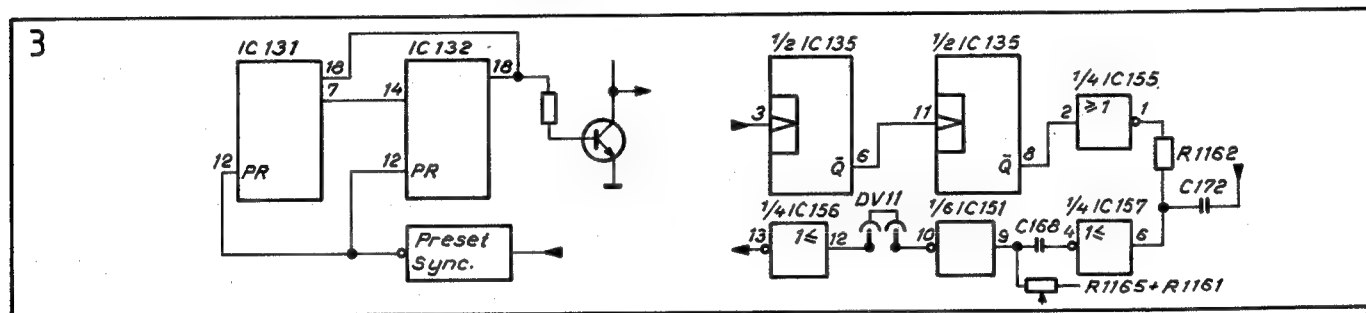 3
IC 131 IC 132
18 18
7 14
12 PR 12 PR
Preset
Sync.
½ IC 135 ½ IC 135
¼ IC 155
3 11 2 ≥1 1
Q̄ 6 Q̄ 8
R1162
C172
¼ IC 156 DV11 ⅙ IC 151 C168 ¼ IC 157
13 1≤ 12 10 9 4 1≤ 6
R1165+R1161